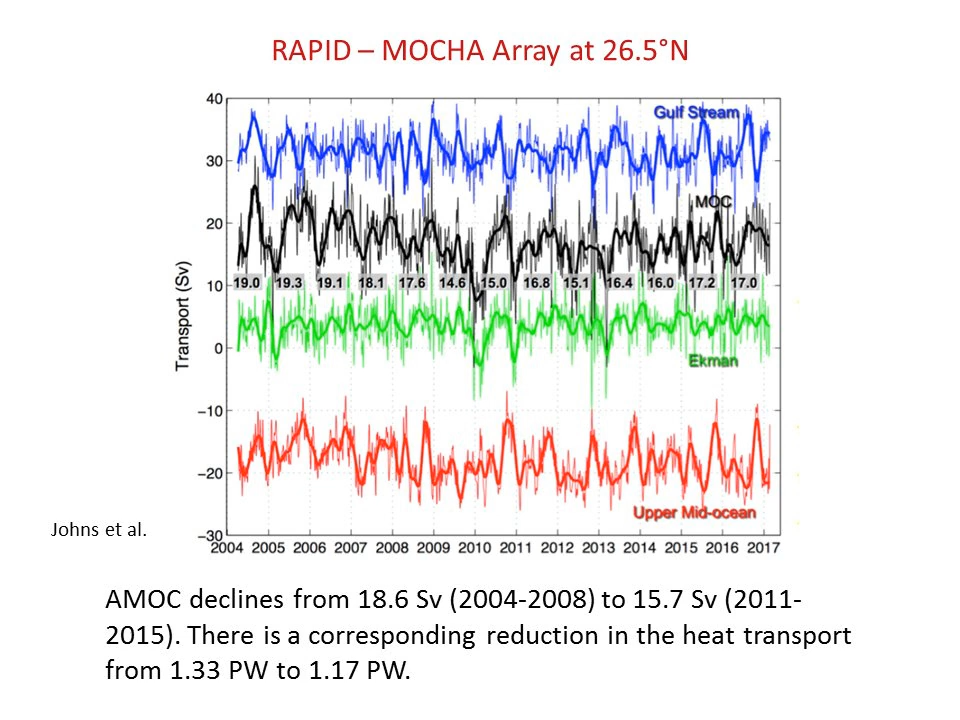 RAPID – MOCHA Array at 26.5°N
40
Gulf Stream
30
MOC
20
19.0 19.3 19.1 18.1 17.6 14.6 15.0 16.8 15.1 16.4 16.0 17.2 17.0
10
Transport (Sv)
0
Ekman
−10
−20
Upper Mid-ocean
−30
2004 2005 2006 2007 2008 2009 2010 2011 2012 2013 2014 2015 2016 2017
Johns et al.
AMOC declines from 18.6 Sv (2004-2008) to 15.7 Sv (2011-
2015). There is a corresponding reduction in the heat transport
from 1.33 PW to 1.17 PW.